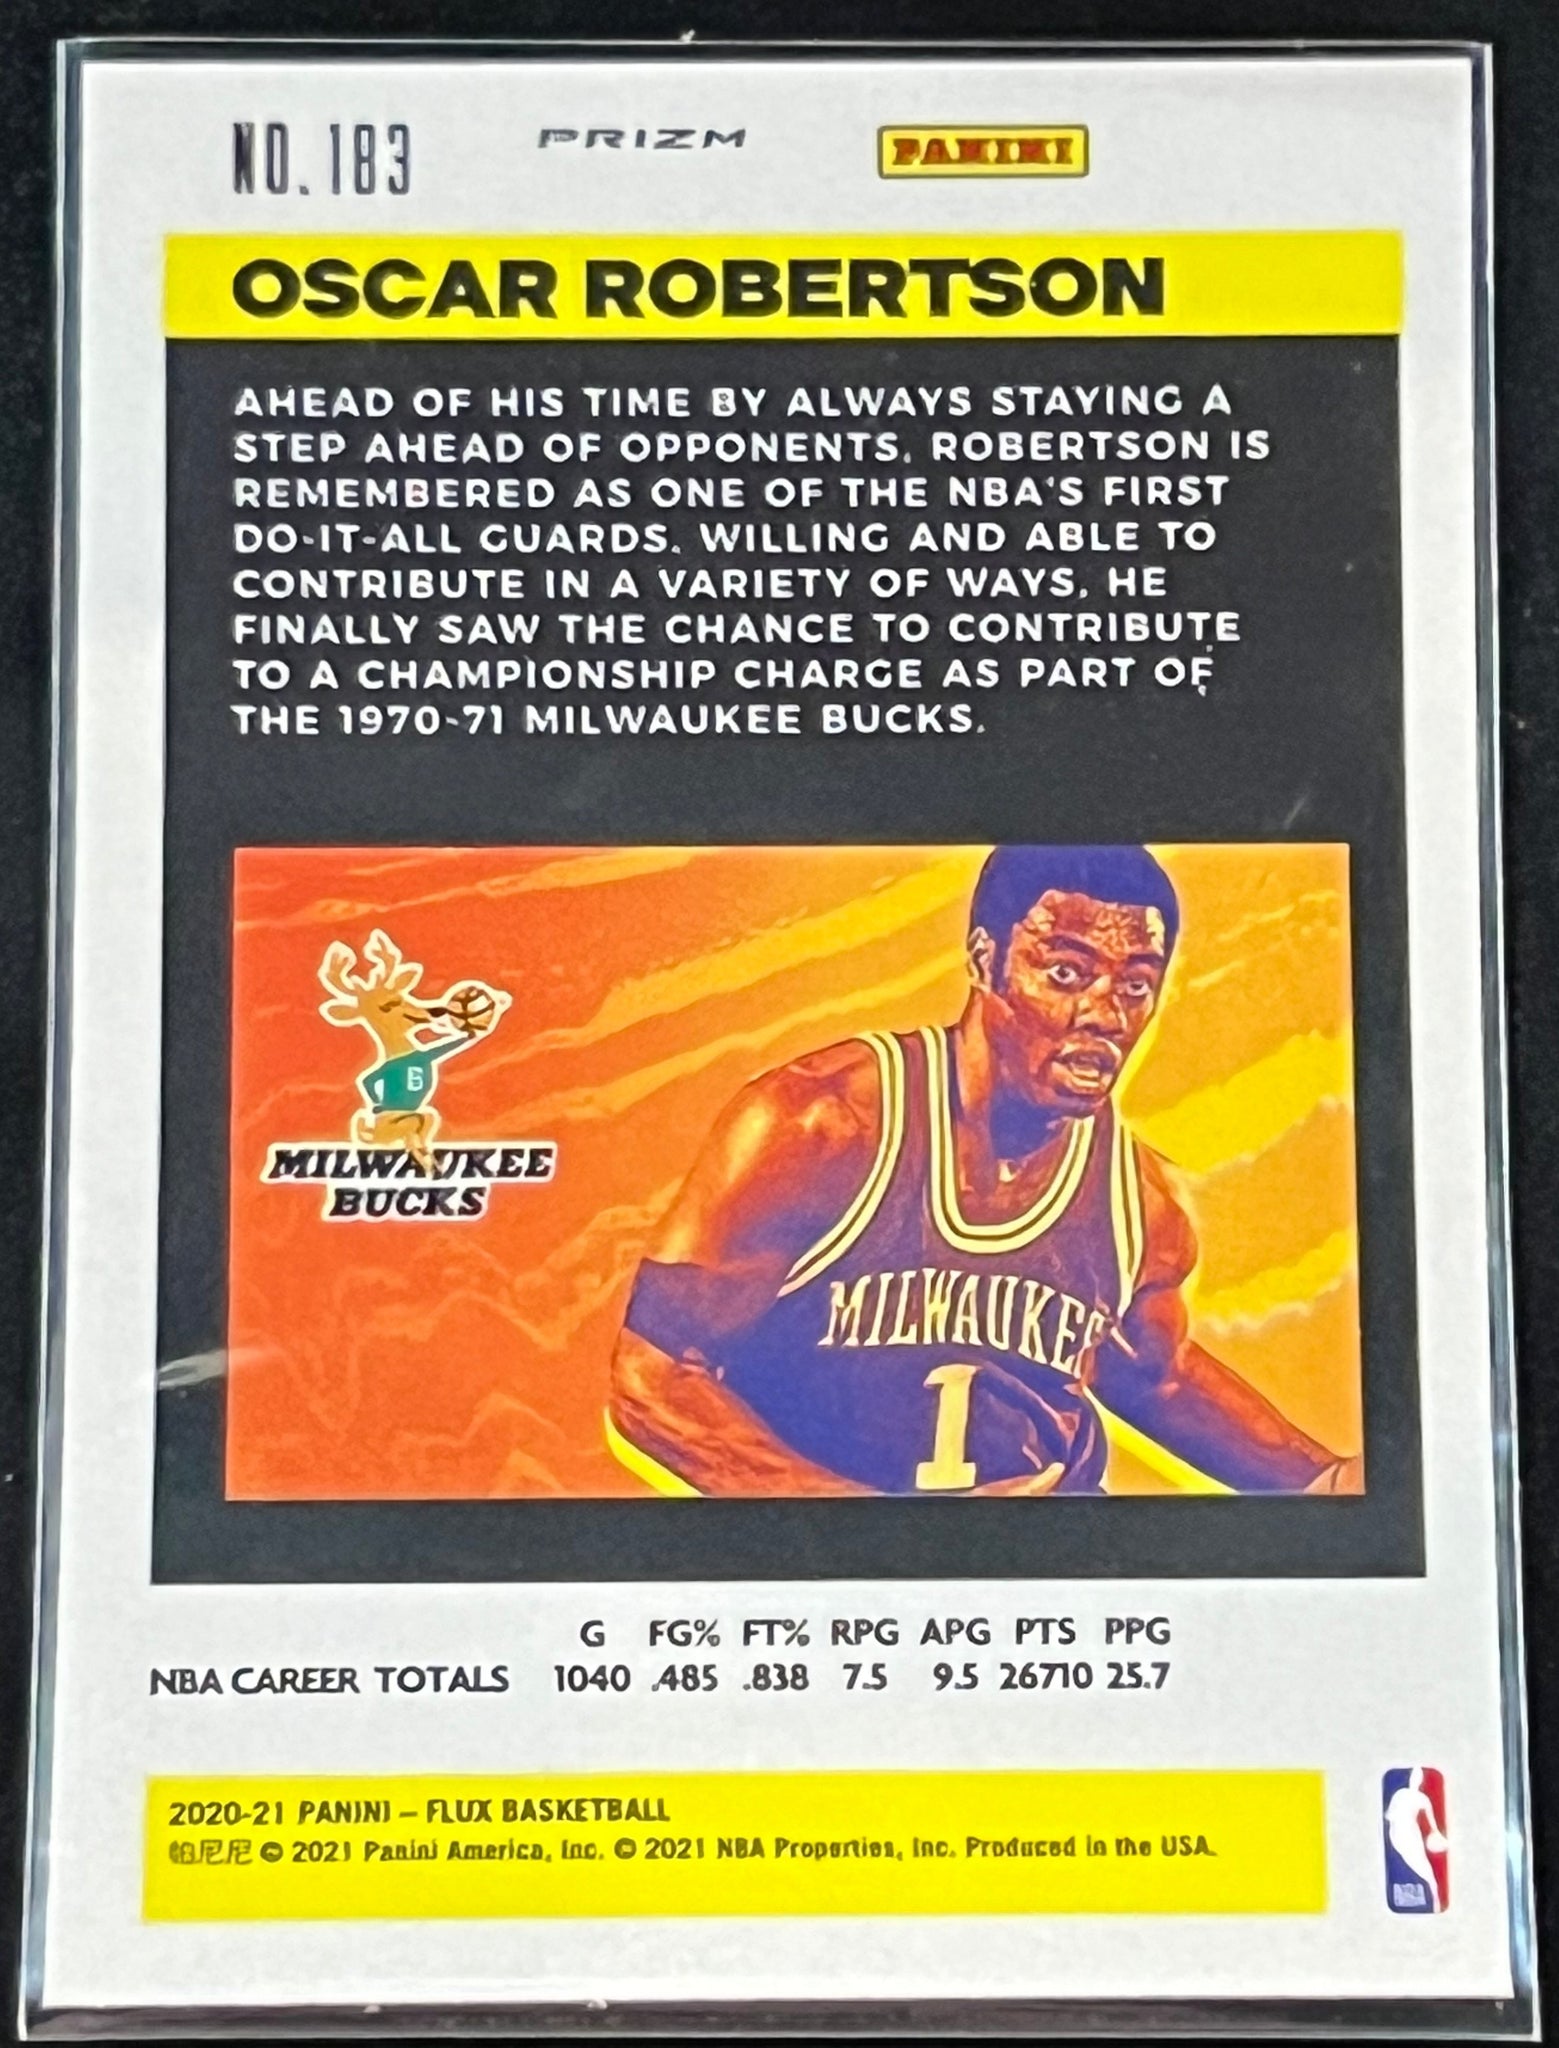 NO. 183 PRIZM PANINI
OSCAR ROBERTSON
AHEAD OF HIS TIME BY ALWAYS STAYING A
STEP AHEAD OF OPPONENTS, ROBERTSON IS
REMEMBERED AS ONE OF THE NBA'S FIRST
DO-IT-ALL GUARDS. WILLING AND ABLE TO
CONTRIBUTE IN A VARIETY OF WAYS, HE
FINALLY SAW THE CHANCE TO CONTRIBUTE
TO A CHAMPIONSHIP CHARGE AS PART OF
THE 1970-71 MILWAUKEE BUCKS.
B
MILWAUKEE
BUCKS
MILWAUKEE
1
G FG% FT% RPG APG PTS PPG
NBA CAREER TOTALS 1040 .485 .838 7.5 9.5 26710 25.7
2020-21 PANINI – FLUX BASKETBALL
帕尼尼 © 2021 Panini America, Inc. © 2021 NBA Properties, Inc. Produced in the USA.
NBA